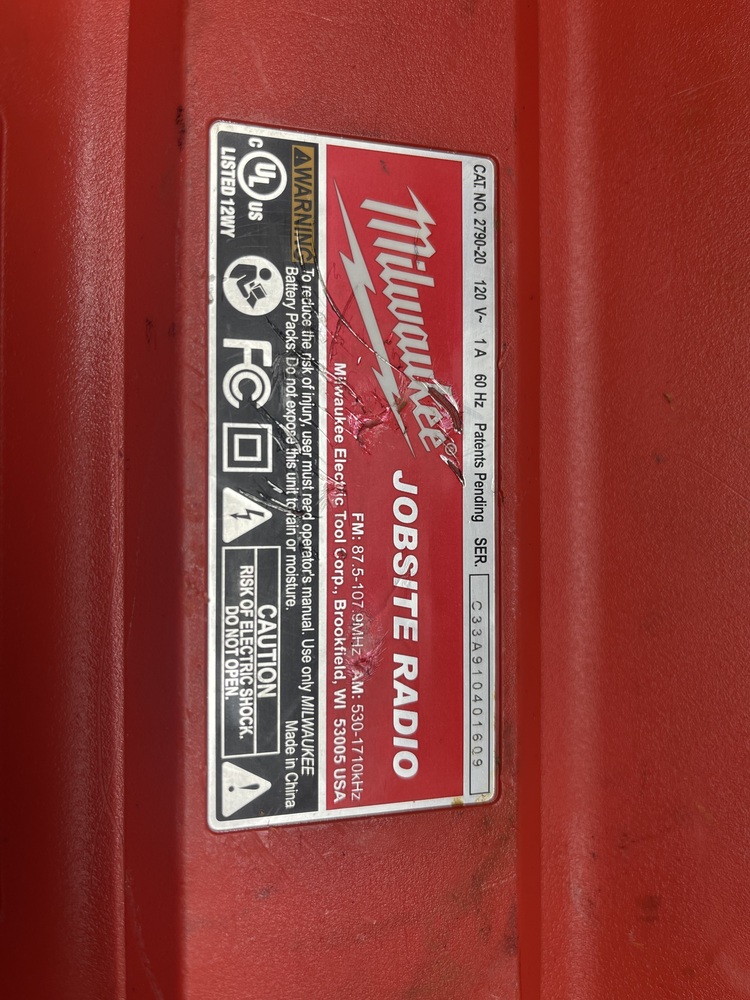 CAT. NO. 2790-20 120 V~ 1 A 60 Hz Patents Pending SER. C33A910401609
Milwaukee®
JOBSITE RADIO
FM: 87.5-107.9MHz AM: 530-1710kHz
Milwaukee Electric Tool Corp., Brookfield, WI 53005 USA
WARNING To reduce the risk of injury, user must read operator's manual. Use only MILWAUKEE
Battery Packs. Do not expose this unit to rain or moisture. Made in China
C UL US
LISTED 12WY
FC
CAUTION
RISK OF ELECTRIC SHOCK.
DO NOT OPEN.